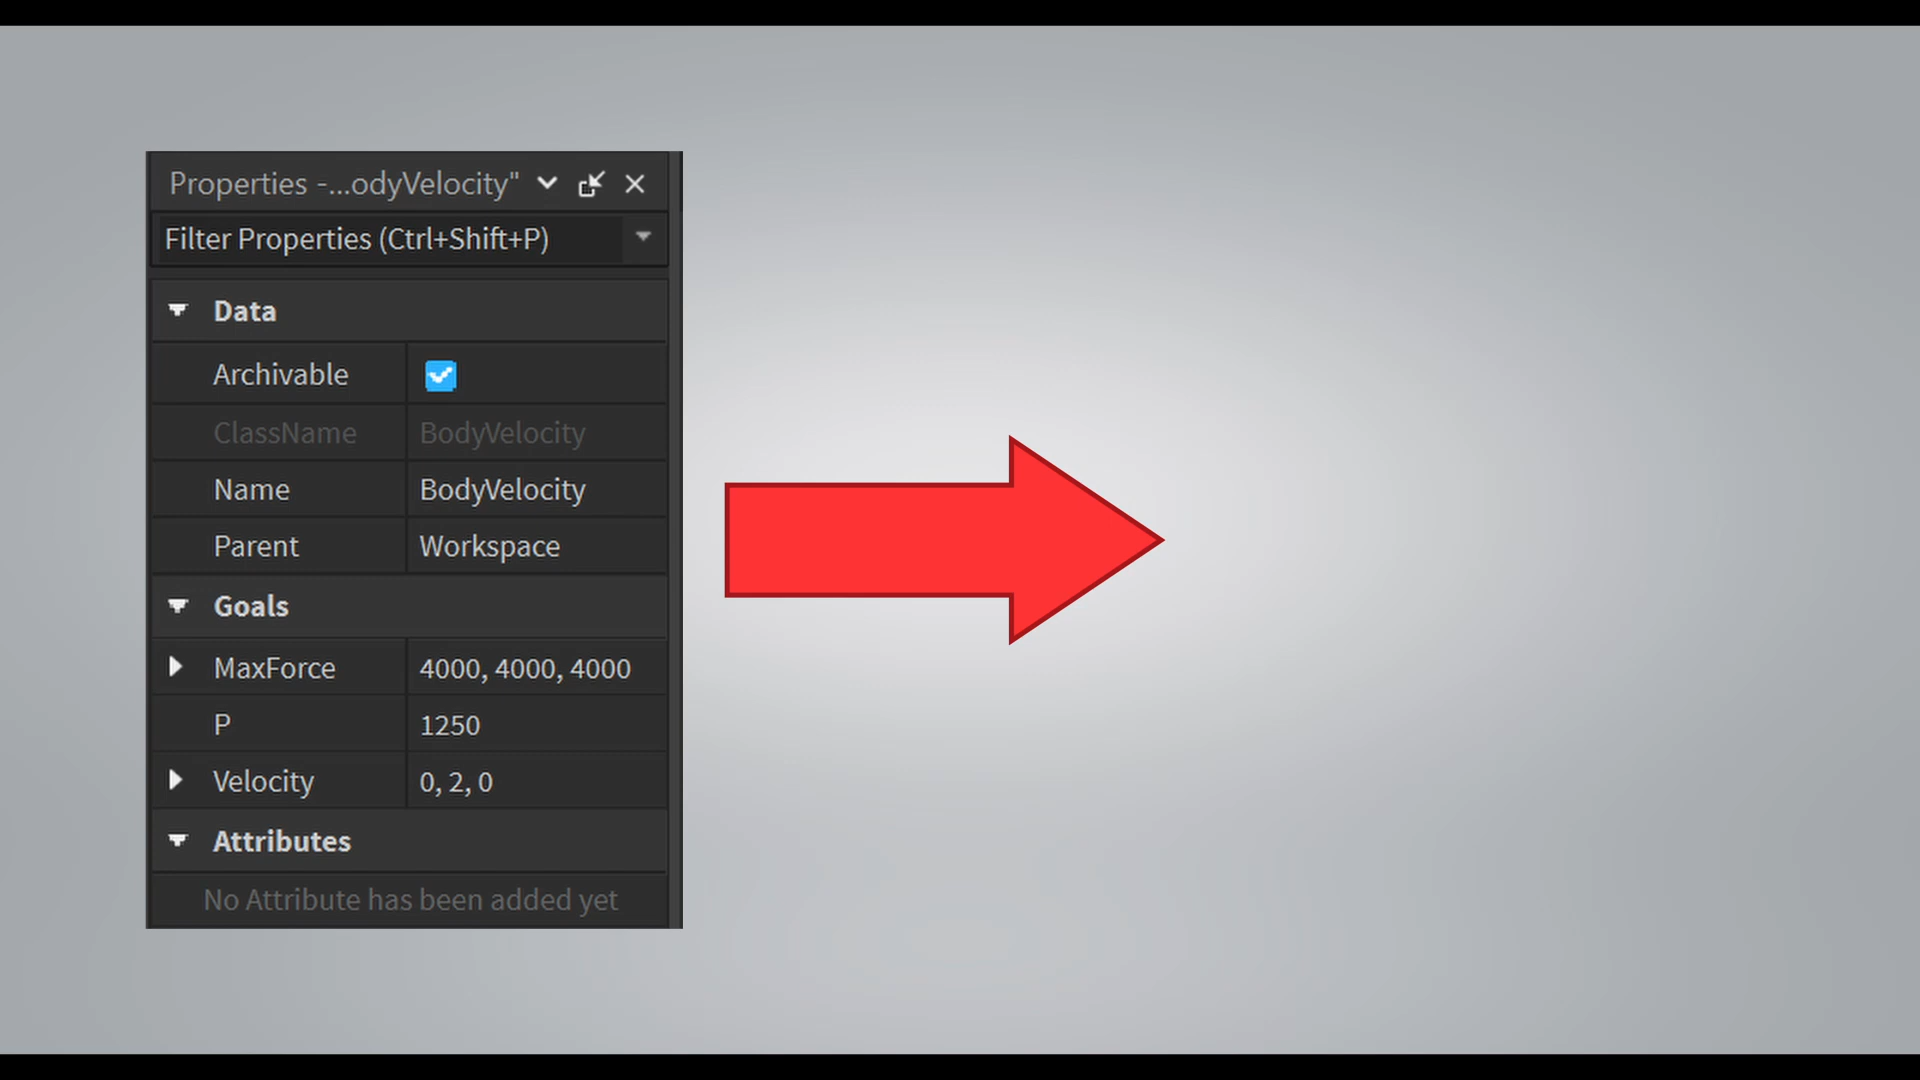 Properties -...odyVelocity"
Filter Properties (Ctrl+Shift+P)
Data
Archivable
ClassName BodyVelocity
Name BodyVelocity
Parent Workspace
Goals
MaxForce 4000, 4000, 4000
P 1250
Velocity 0, 2, 0
Attributes
No Attribute has been added yet